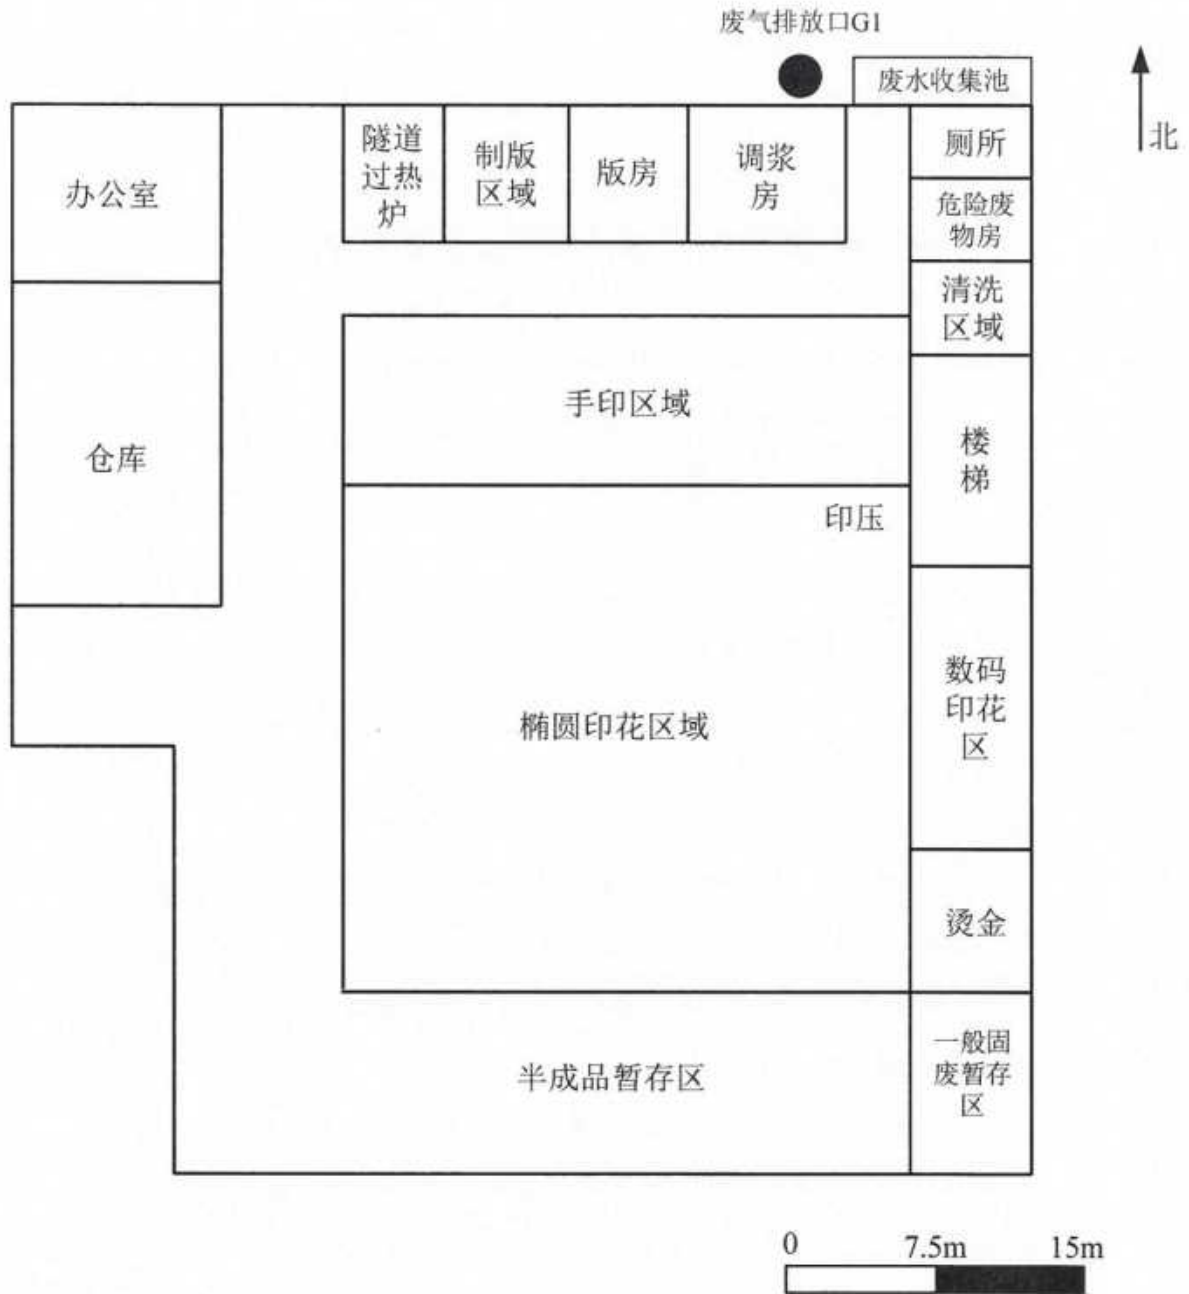 废气排放口G1
废水收集池
北
办公室
隧道
过热
炉
制版
区域
版房
调浆
房
厕所
危险废
物房
清洗
区域
手印区域
仓库
楼
梯
印压
数码
印花
区
椭圆印花区域
烫金
半成品暂存区
一般固
废暂存
区
0
7.5m
15m